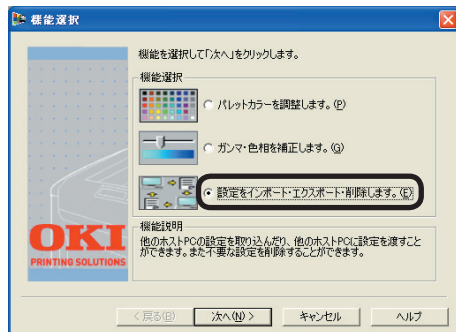 機能選択
機能を選択して「次へ」をクリックします。
機能選択
パレットカラーを調整します。(P)
ガンマ・色相を補正します。(G)
設定をインポート・エクスポート・削除します。(E)
OKI
PRINTING SOLUTIONS
機能説明
他のホストPCの設定を取り込んだり、他のホストPCに設定を渡すこと
ができます。また不要な設定を削除することができます。
< 戻る(B)
次へ(N) >
キャンセル
ヘルプ